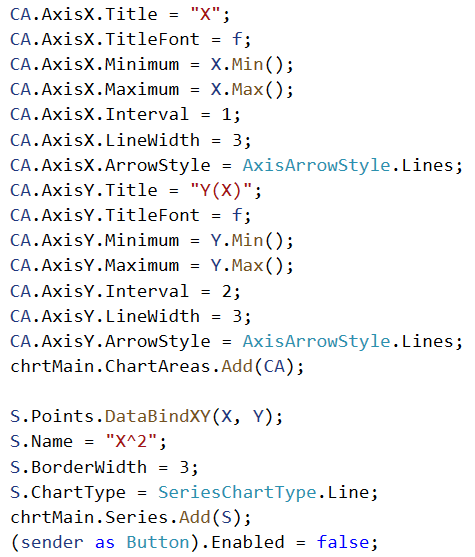 CA.AxisX.Title = "X";
CA.AxisX.TitleFont = f;
CA.AxisX.Minimum = X.Min();
CA.AxisX.Maximum = X.Max();
CA.AxisX.Interval = 1;
CA.AxisX.LineWidth = 3;
CA.AxisX.ArrowStyle = AxisArrowStyle.Lines;
CA.AxisY.Title = "Y(X)";
CA.AxisY.TitleFont = f;
CA.AxisY.Minimum = Y.Min();
CA.AxisY.Maximum = Y.Max();
CA.AxisY.Interval = 2;
CA.AxisY.LineWidth = 3;
CA.AxisY.ArrowStyle = AxisArrowStyle.Lines;
chrtMain.ChartAreas.Add(CA);
S.Points.DataBindXY(X, Y);
S.Name = "X^2";
S.BorderWidth = 3;
S.ChartType = SeriesChartType.Line;
chrtMain.Series.Add(S);
(sender as Button).Enabled = false;